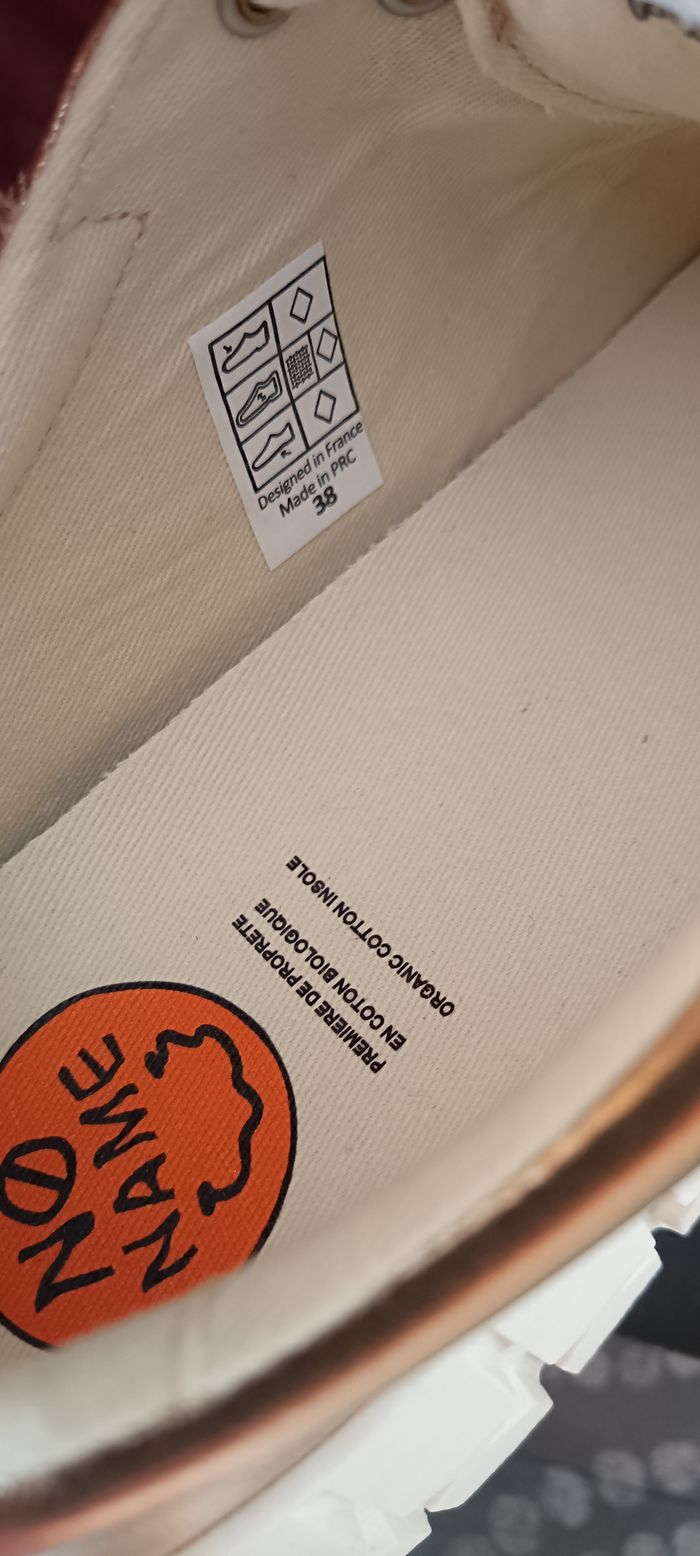 Designed in France
Made in PRC
38
ORGANIC COTTON INSOLE
PREMIERE DE PROPRETE
EN COTON BIOLOGIQUE
NO
NAME